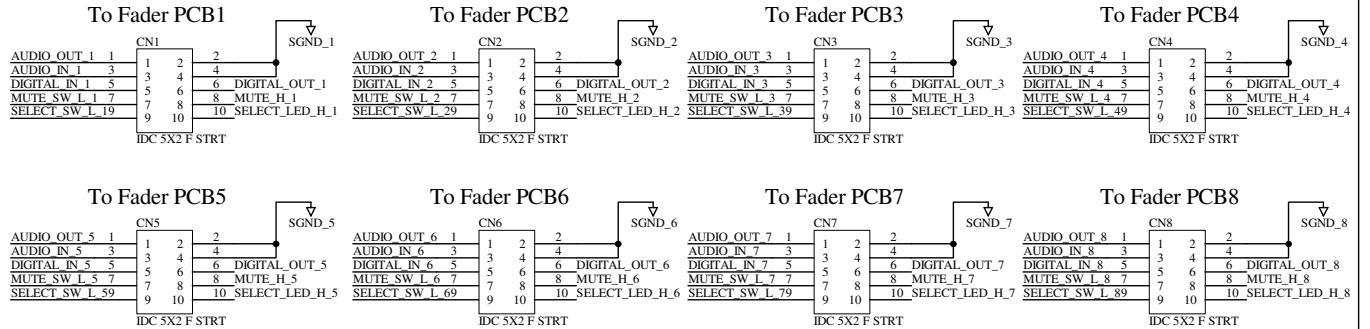 To Fader PCB1
SGND_1
CN1
AUDIO_OUT_1 1 1 2 2
AUDIO_IN_1 3 3 4 4
DIGITAL_IN_1 5 5 6 6 DIGITAL_OUT_1
MUTE_SW_L_1 7 7 8 8 MUTE_H_1
SELECT_SW_L_1 9 9 10 10 SELECT_LED_H_1
IDC 5X2 F STRT
To Fader PCB2
SGND_2
CN2
AUDIO_OUT_2 1 1 2 2
AUDIO_IN_2 3 3 4 4
DIGITAL_IN_2 5 5 6 6 DIGITAL_OUT_2
MUTE_SW_L_2 7 7 8 8 MUTE_H_2
SELECT_SW_L_2 9 9 10 10 SELECT_LED_H_2
IDC 5X2 F STRT
To Fader PCB3
SGND_3
CN3
AUDIO_OUT_3 1 1 2 2
AUDIO_IN_3 3 3 4 4
DIGITAL_IN_3 5 5 6 6 DIGITAL_OUT_3
MUTE_SW_L_3 7 7 8 8 MUTE_H_3
SELECT_SW_L_3 9 9 10 10 SELECT_LED_H_3
IDC 5X2 F STRT
To Fader PCB4
SGND_4
CN4
AUDIO_OUT_4 1 1 2 2
AUDIO_IN_4 3 3 4 4
DIGITAL_IN_4 5 5 6 6 DIGITAL_OUT_4
MUTE_SW_L_4 7 7 8 8 MUTE_H_4
SELECT_SW_L_4 9 9 10 10 SELECT_LED_H_4
IDC 5X2 F STRT
To Fader PCB5
SGND_5
CN5
AUDIO_OUT_5 1 1 2 2
AUDIO_IN_5 3 3 4 4
DIGITAL_IN_5 5 5 6 6 DIGITAL_OUT_5
MUTE_SW_L_5 7 7 8 8 MUTE_H_5
SELECT_SW_L_5 9 9 10 10 SELECT_LED_H_5
IDC 5X2 F STRT
To Fader PCB6
SGND_6
CN6
AUDIO_OUT_6 1 1 2 2
AUDIO_IN_6 3 3 4 4
DIGITAL_IN_6 5 5 6 6 DIGITAL_OUT_6
MUTE_SW_L_6 7 7 8 8 MUTE_H_6
SELECT_SW_L_6 9 9 10 10 SELECT_LED_H_6
IDC 5X2 F STRT
To Fader PCB7
SGND_7
CN7
AUDIO_OUT_7 1 1 2 2
AUDIO_IN_7 3 3 4 4
DIGITAL_IN_7 5 5 6 6 DIGITAL_OUT_7
MUTE_SW_L_7 7 7 8 8 MUTE_H_7
SELECT_SW_L_7 9 9 10 10 SELECT_LED_H_7
IDC 5X2 F STRT
To Fader PCB8
SGND_8
CN8
AUDIO_OUT_8 1 1 2 2
AUDIO_IN_8 3 3 4 4
DIGITAL_IN_8 5 5 6 6 DIGITAL_OUT_8
MUTE_SW_L_8 7 7 8 8 MUTE_H_8
SELECT_SW_L_8 9 9 10 10 SELECT_LED_H_8
IDC 5X2 F STRT